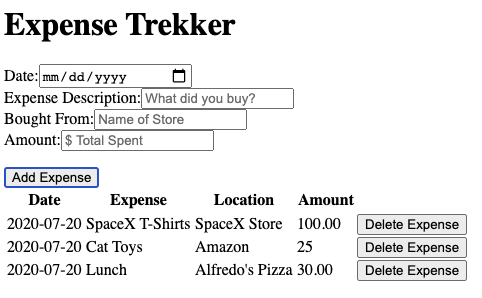 Expense Trekker
Date: mm/dd/yyyy
Expense Description: What did you buy?
Bought From: Name of Store
Amount: $ Total Spent
Add Expense
Date Expense Location Amount
2020-07-20 SpaceX T-Shirts SpaceX Store 100.00 Delete Expense
2020-07-20 Cat Toys Amazon 25 Delete Expense
2020-07-20 Lunch Alfredo's Pizza 30.00 Delete Expense